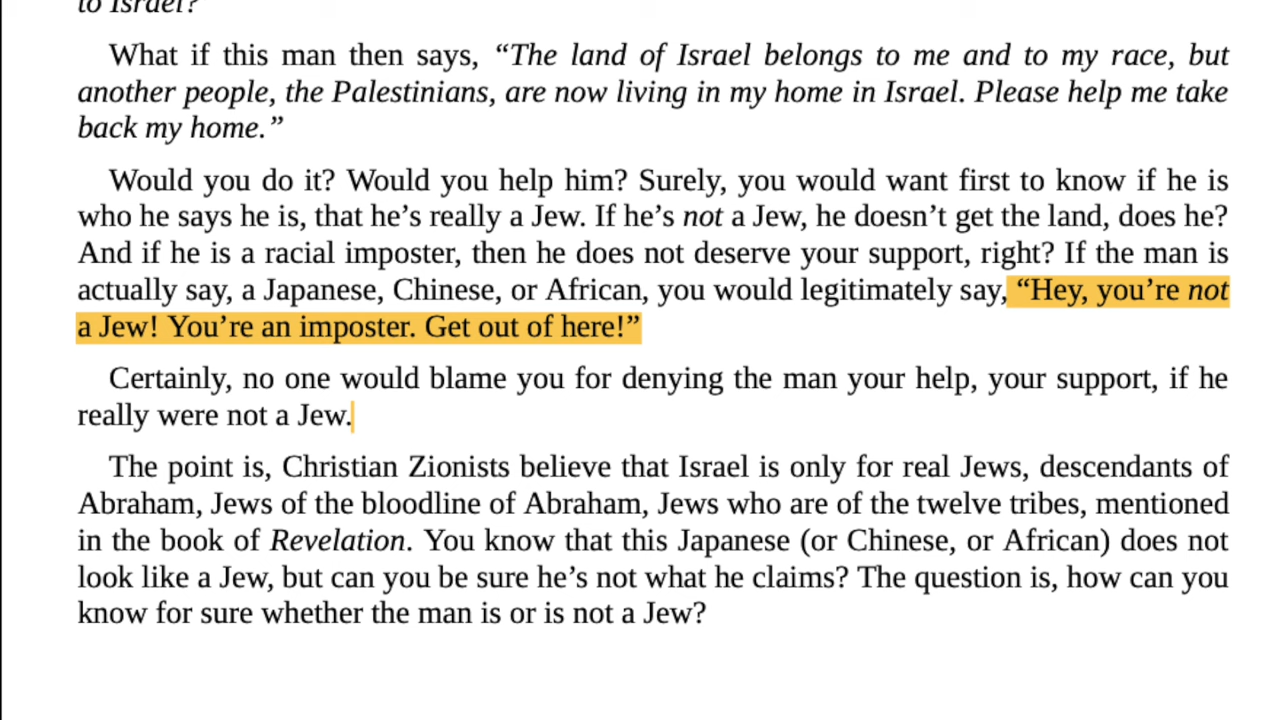 to Israel?
What if this man then says, “The land of Israel belongs to me and to my race, but
another people, the Palestinians, are now living in my home in Israel. Please help me take
back my home.”
Would you do it? Would you help him? Surely, you would want first to know if he is
who he says he is, that he’s really a Jew. If he’s not a Jew, he doesn’t get the land, does he?
And if he is a racial imposter, then he does not deserve your support, right? If the man is
actually say, a Japanese, Chinese, or African, you would legitimately say, “Hey, you’re not
a Jew! You’re an imposter. Get out of here!”
Certainly, no one would blame you for denying the man your help, your support, if he
really were not a Jew.
The point is, Christian Zionists believe that Israel is only for real Jews, descendants of
Abraham, Jews of the bloodline of Abraham, Jews who are of the twelve tribes, mentioned
in the book of Revelation. You know that this Japanese (or Chinese, or African) does not
look like a Jew, but can you be sure he’s not what he claims? The question is, how can you
know for sure whether the man is or is not a Jew?